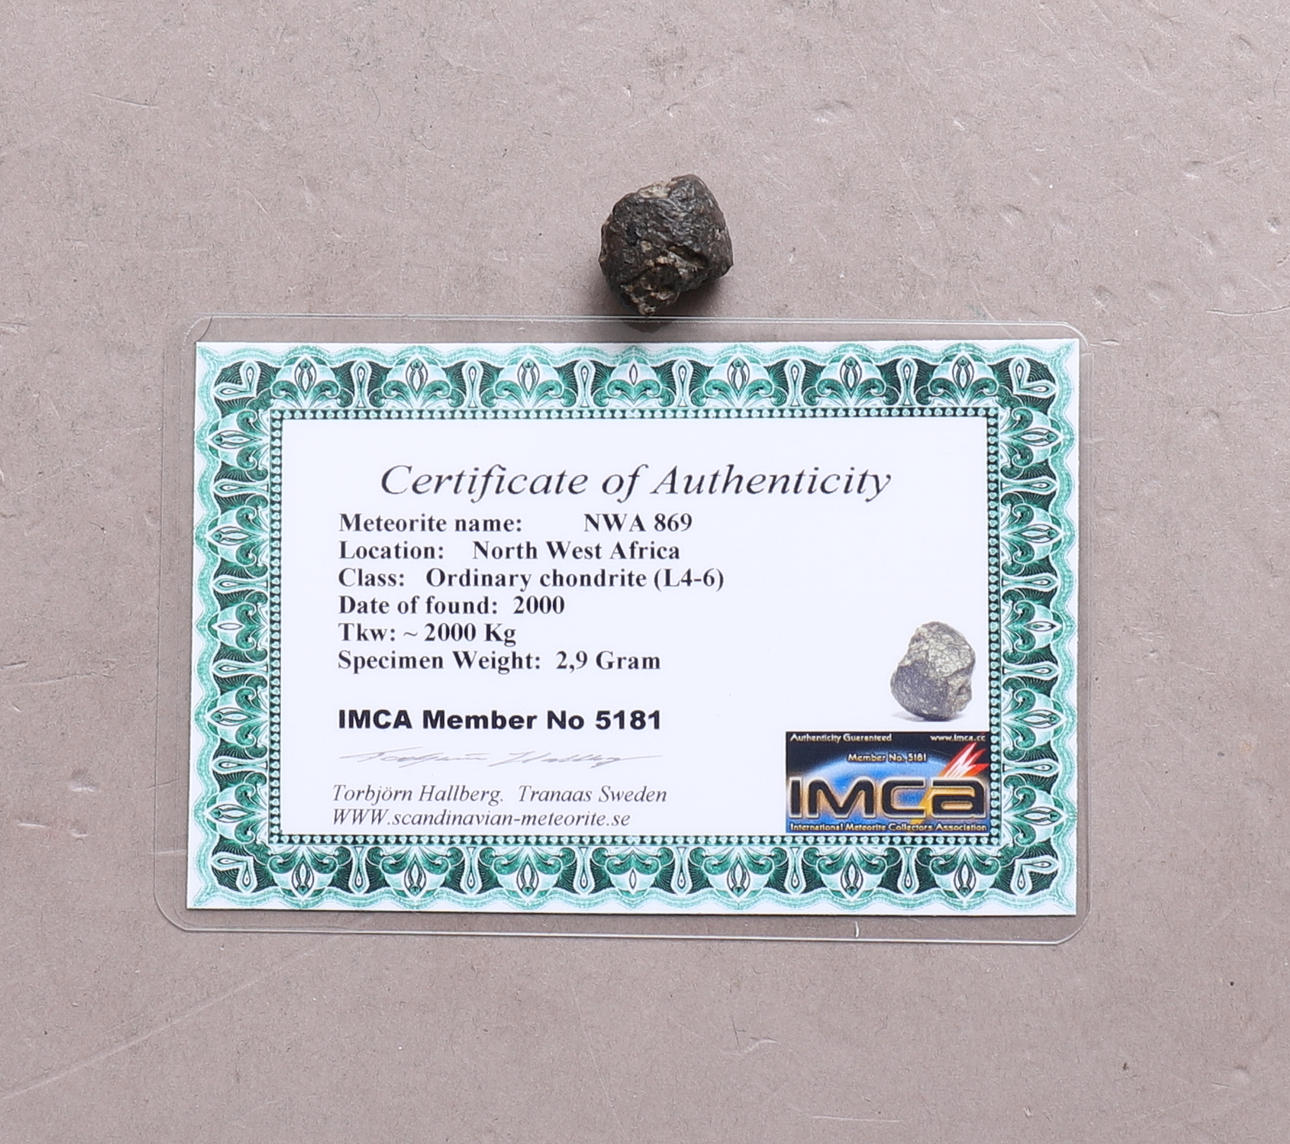 Certificate of Authenticity
Meteorite name: NWA 869
Location: North West Africa
Class: Ordinary chondrite (L4-6)
Date of found: 2000
Tkw: ~ 2000 Kg
Specimen Weight: 2,9 Gram
IMCA Member No 5181
Torbjörn Hallberg
Torbjörn Hallberg. Tranaas Sweden
WWW.scandinavian-meteorite.se
Authenticity Guaranteed www.imca.cc
Member No. 5181
IMCa
International Meteorite Collectors Association